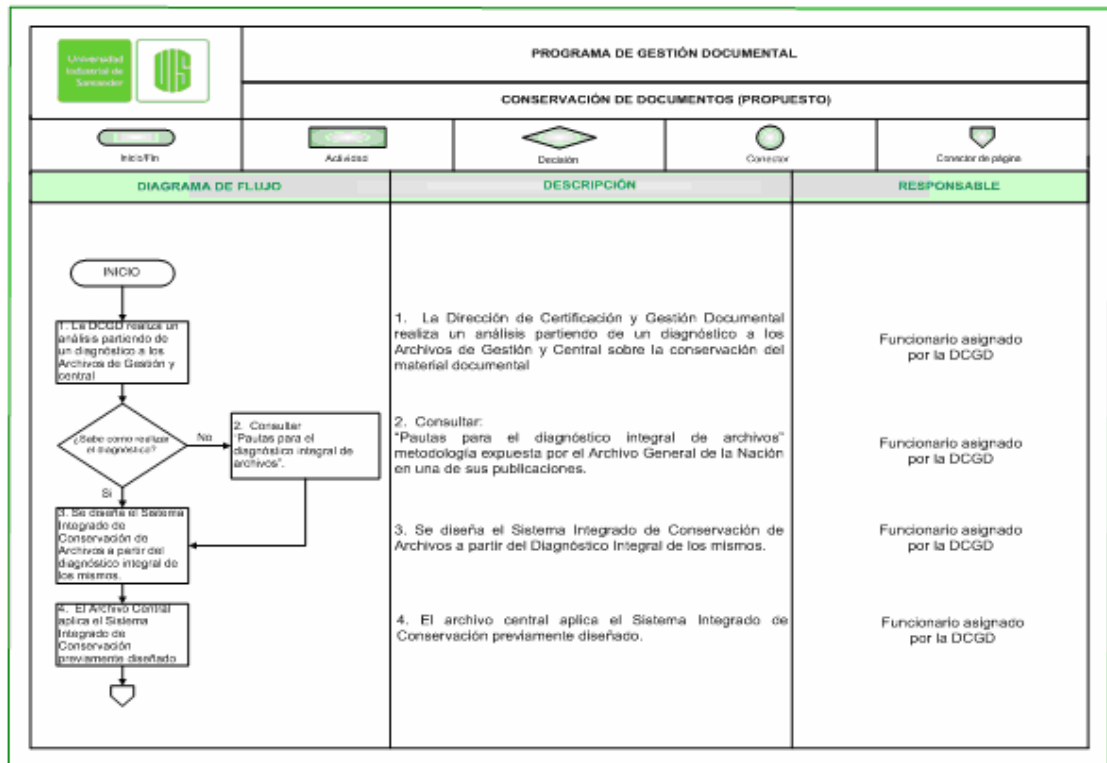 Universidad
Industrial de
Santander
UIS
PROGRAMA DE GESTIÓN DOCUMENTAL
CONSERVACIÓN DE DOCUMENTOS (PROPUESTO)
Inicio/Fin
Actividad
Decisión
Conector
Conector de página
DIAGRAMA DE FLUJO
DESCRIPCIÓN
RESPONSABLE
INICIO
1. La DCGD realiza un
análisis partiendo de
un diagnóstico a los
Archivos de Gestión y
central
1. La Dirección de Certificación y Gestión Documental
realiza un análisis partiendo de un diagnóstico a los
Archivos de Gestión y Central sobre la conservación del
material documental
Funcionario asignado
por la DCGD
¿Sabe como realizar
el diagnóstico?
No
Si
2. Consultar
"Pautas para el
diagnóstico integral de
archivos".
2. Consultar:
"Pautas para el diagnóstico integral de archivos"
metodología expuesta por el Archivo General de la Nación
en una de sus publicaciones.
Funcionario asignado
por la DCGD
3. Se diseña el Sistema
Integrado de
Conservación de
Archivos a partir del
diagnóstico integral de
los mismos.
3. Se diseña el Sistema Integrado de Conservación de
Archivos a partir del Diagnóstico Integral de los mismos.
Funcionario asignado
por la DCGD
4. El Archivo Central
aplica el Sistema
Integrado de
Conservación
previamente diseñado
4. El archivo central aplica el Sistema Integrado de
Conservación previamente diseñado.
Funcionario asignado
por la DCGD